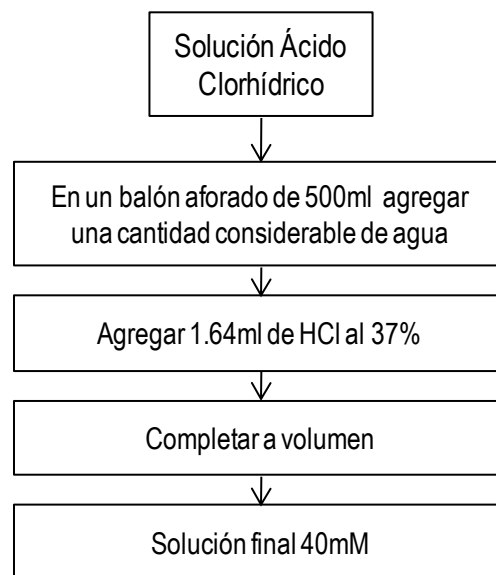 Solución Ácido
Clorhídrico
En un balón aforado de 500ml agregar
una cantidad considerable de agua
Agregar 1.64ml de HCl al 37%
Completar a volumen
Solución final 40mM